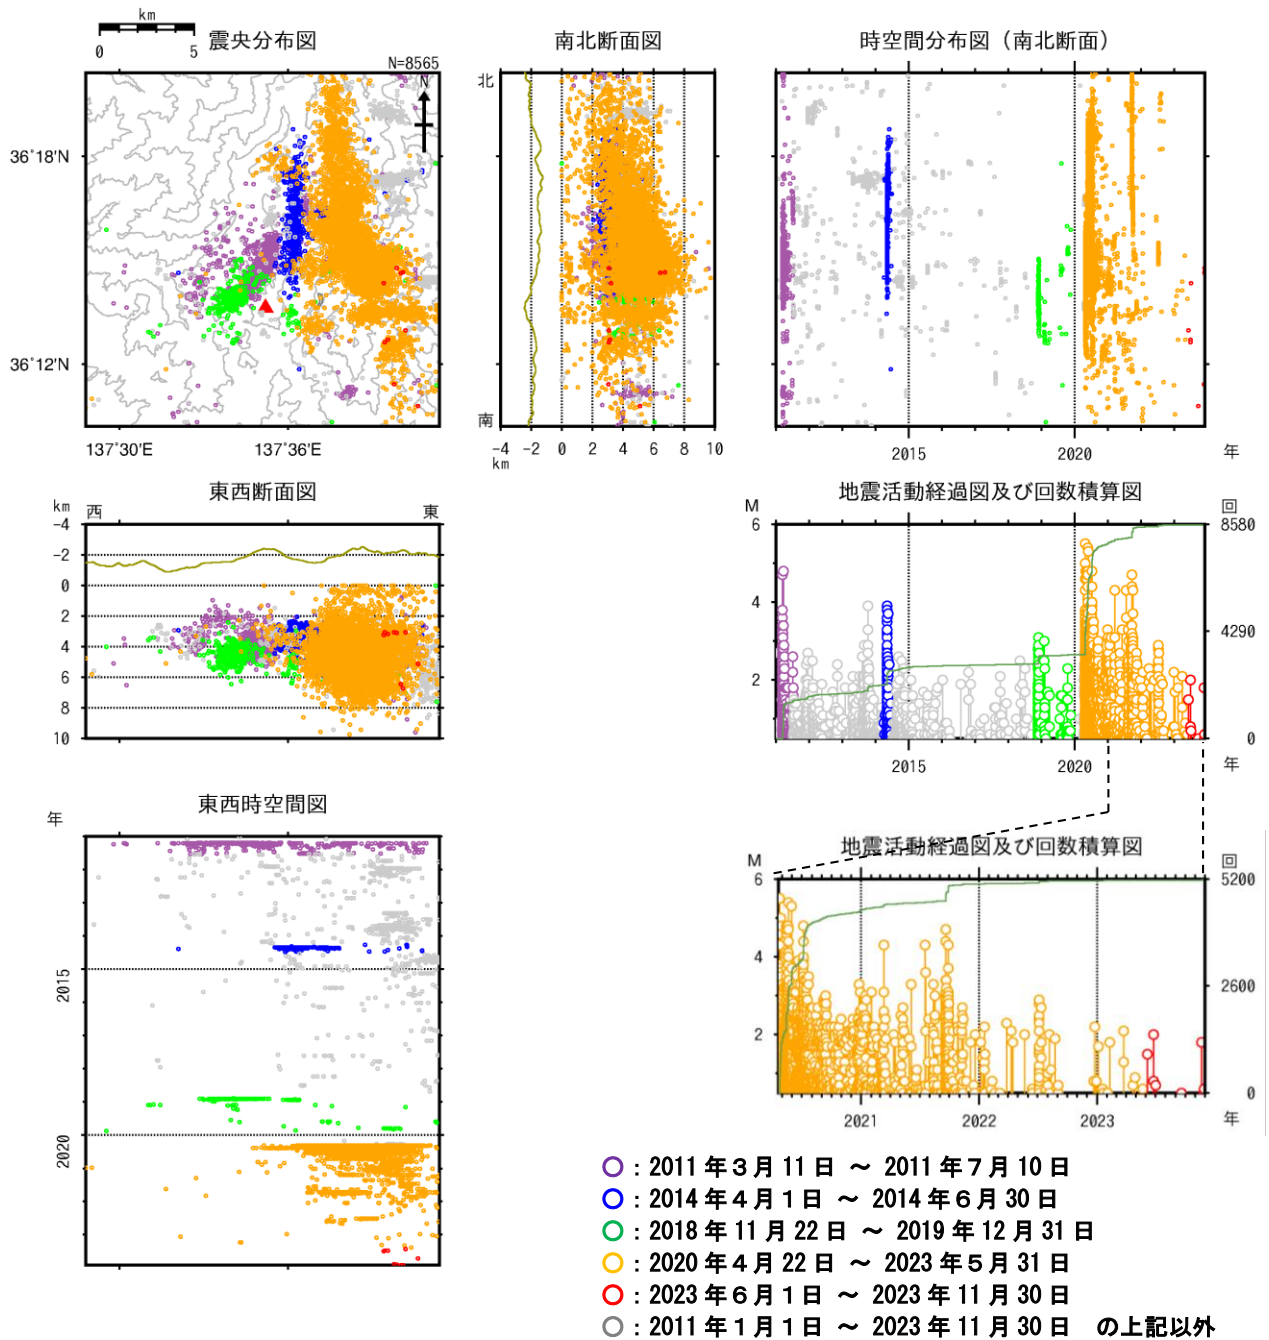 km
0 5
震央分布図
N=8565
N
36°18'N
36°12'N
137°30'E 137°36'E
南北断面図
北
南
-4 -2 0 2 4 6 8 10
km
時空間分布図（南北断面）
2015 2020 年
東西断面図
km 西 東
-4
-2
0
2
4
6
8
10
地震活動経過図及び回数積算図
M 回
6 8580
4 4290
2
0
2015 2020
年
東西時空間図
年
2015
2020
地震活動経過図及び回数積算図
M 回
6 5200
4
2600
2
0
2021 2022 2023 年
：2011 年３月 11 日 ～ 2011 年７月 10 日
：2014 年４月１日 ～ 2014 年６月 30 日
：2018 年 11 月 22 日 ～ 2019 年 12 月 31 日
：2020 年４月 22 日 ～ 2023 年５月 31 日
：2023 年６月１日 ～ 2023 年 11 月 30 日
：2011 年１月１日 ～ 2023 年 11 月 30 日 の上記以外